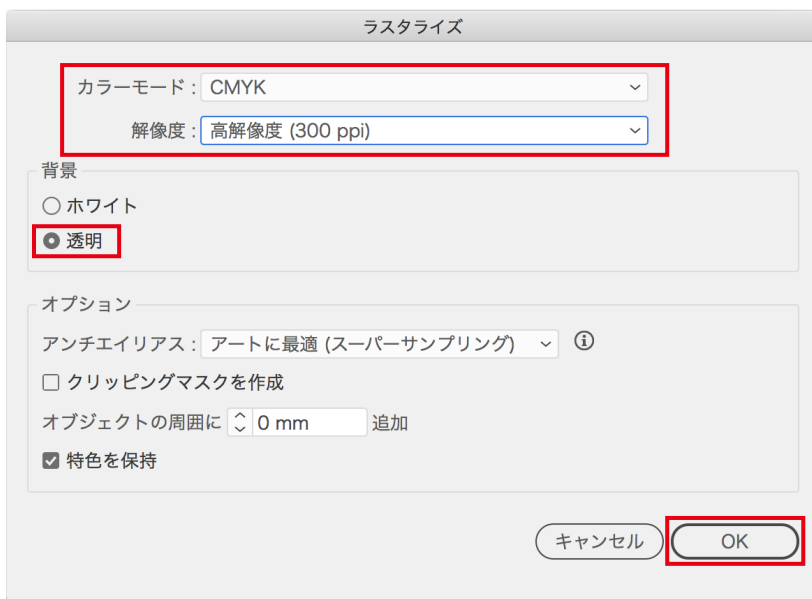 ラスタライズ
カラーモード : CMYK
解像度 : 高解像度 (300 ppi)
背景
ホワイト
透明
オプション
アンチエイリアス : アートに最適 (スーパーサンプリング)
クリッピングマスクを作成
オブジェクトの周囲に 0 mm 追加
特色を保持
キャンセル OK